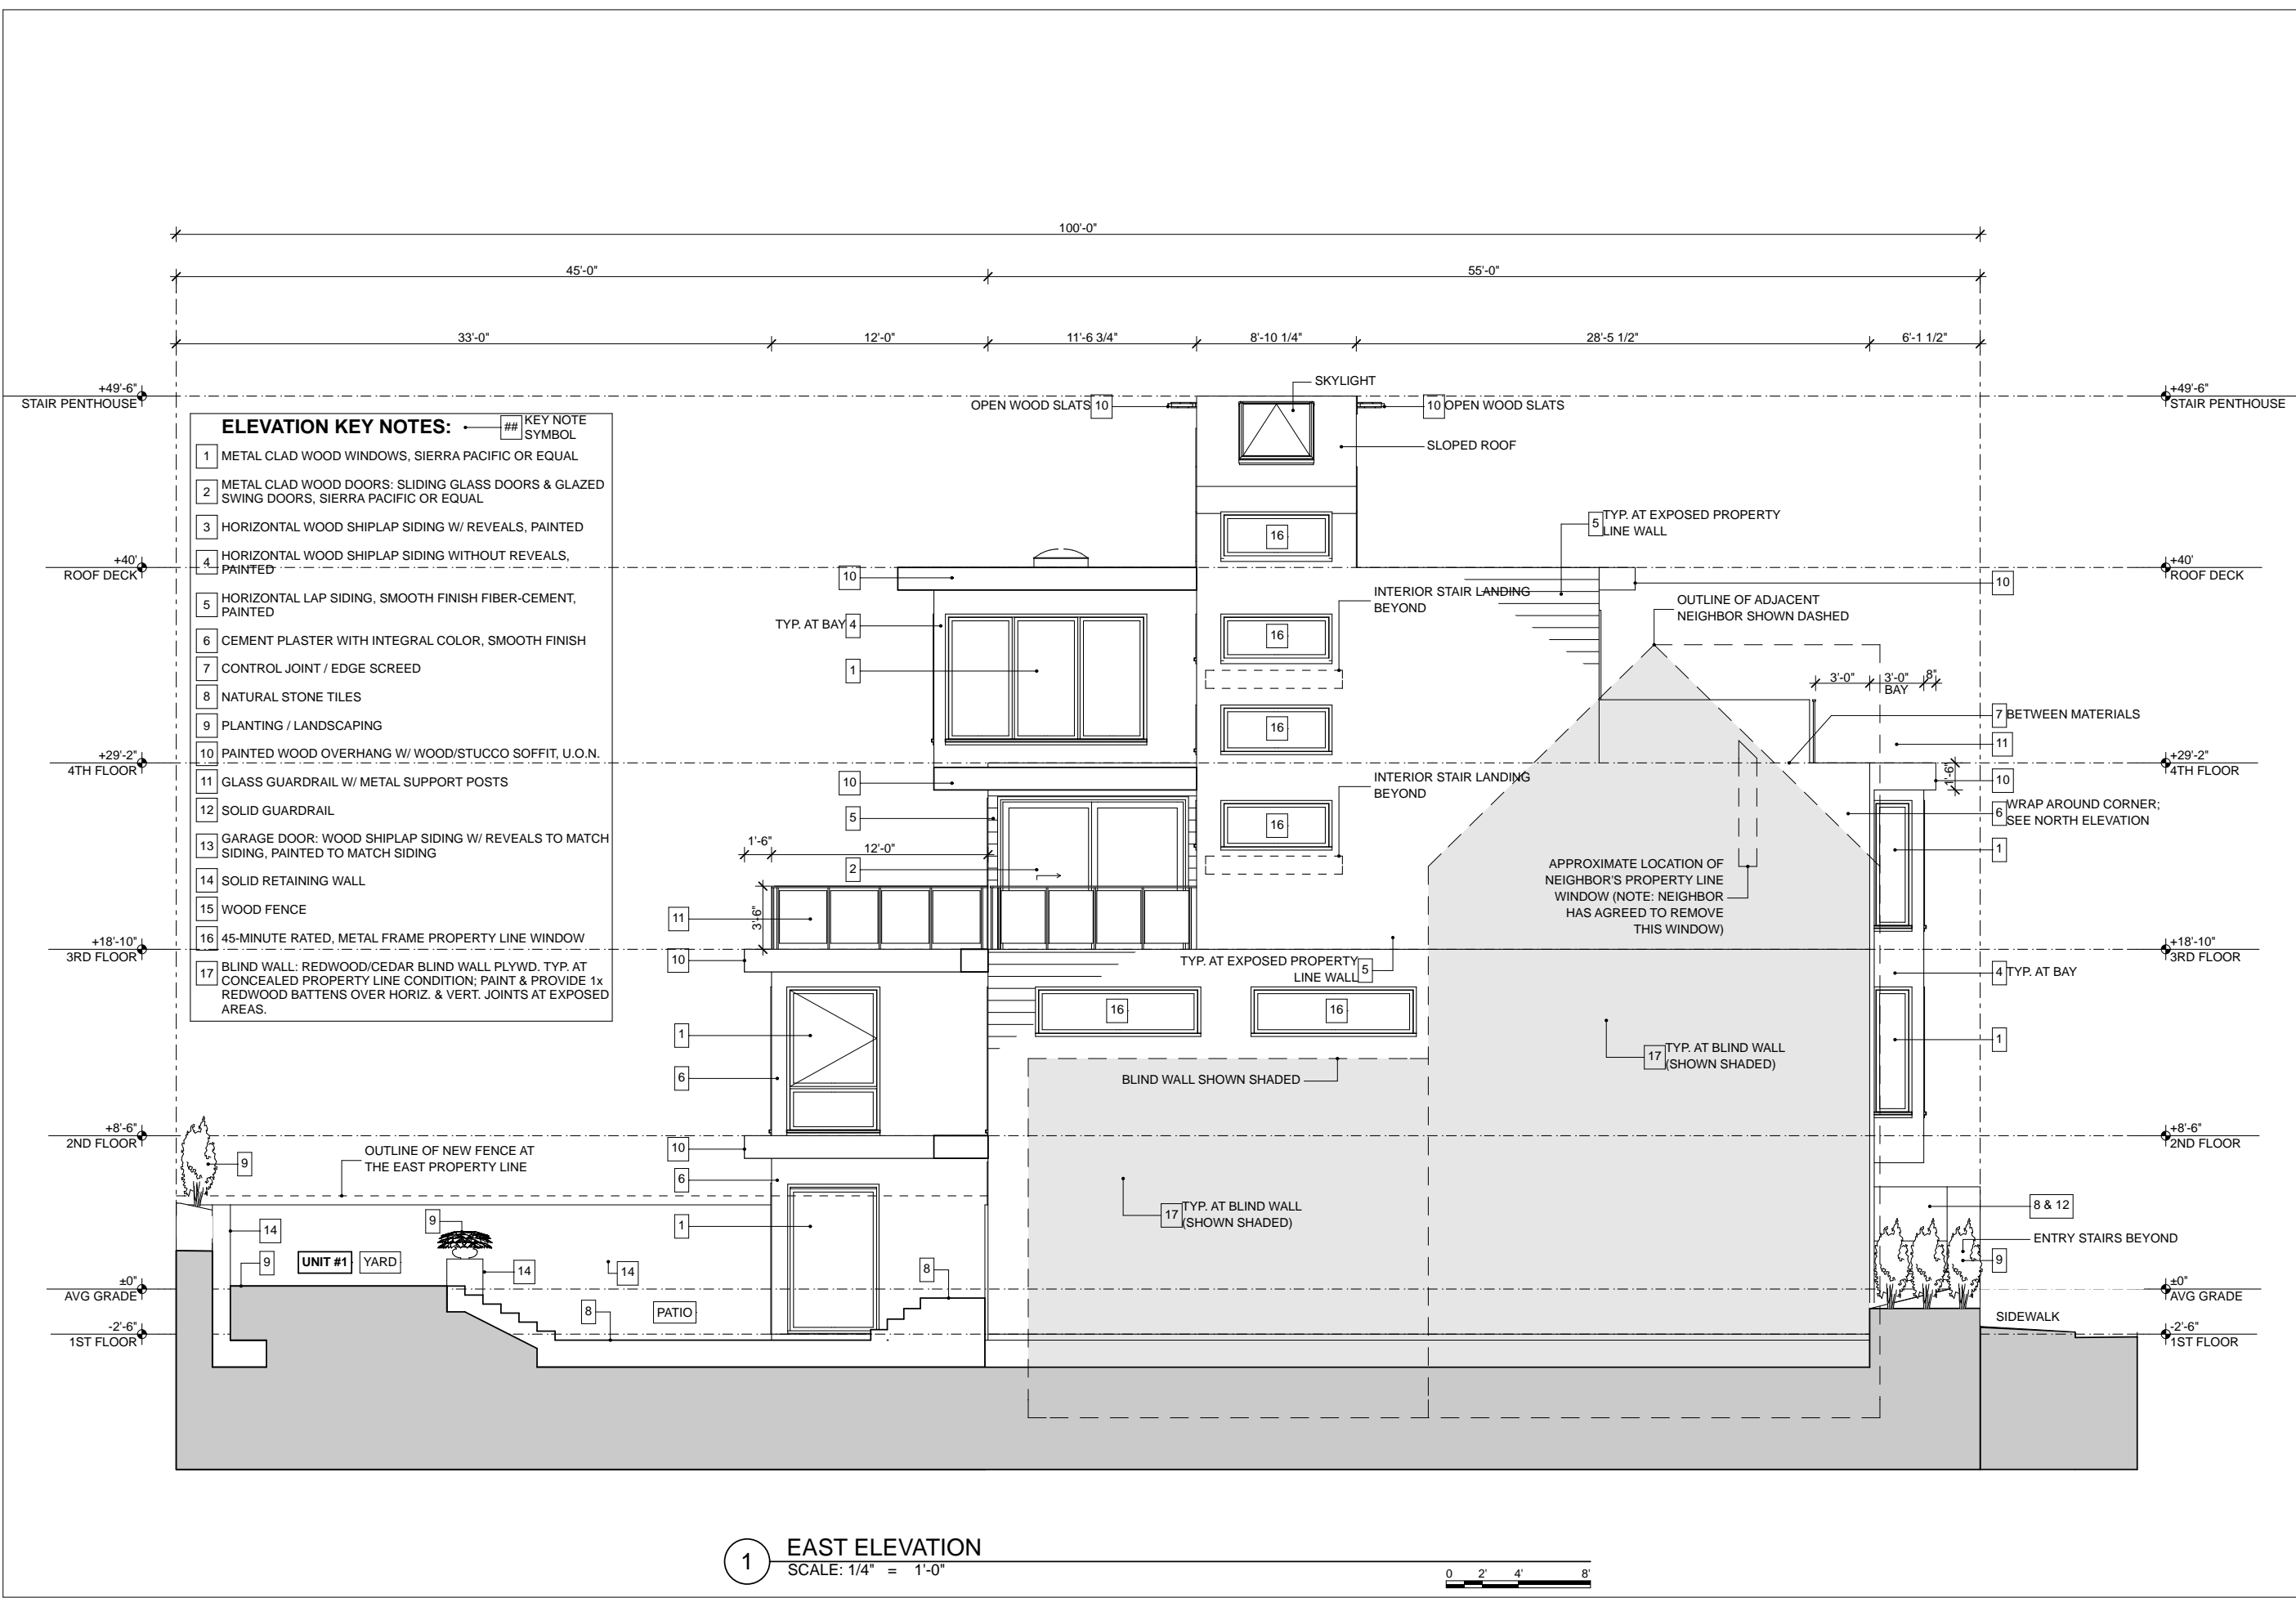 100'-0"
45'-0"
55'-0"
33'-0"
12'-0"
11'-6 3/4"
8'-10 1/4"
28'-5 1/2"
6'-1 1/2"
+49'-6"
STAIR PENTHOUSE
+40'
ROOF DECK
+29'-2"
4TH FLOOR
+18'-10"
3RD FLOOR
+8'-6"
2ND FLOOR
±0"
AVG GRADE
-2'-6"
1ST FLOOR
ELEVATION KEY NOTES:
## KEY NOTE
SYMBOL
1 METAL CLAD WOOD WINDOWS, SIERRA PACIFIC OR EQUAL
2 METAL CLAD WOOD DOORS: SLIDING GLASS DOORS & GLAZED
SWING DOORS, SIERRA PACIFIC OR EQUAL
3 HORIZONTAL WOOD SHIPLAP SIDING W/ REVEALS, PAINTED
4 HORIZONTAL WOOD SHIPLAP SIDING WITHOUT REVEALS,
PAINTED
5 HORIZONTAL LAP SIDING, SMOOTH FINISH FIBER-CEMENT,
PAINTED
6 CEMENT PLASTER WITH INTEGRAL COLOR, SMOOTH FINISH
7 CONTROL JOINT / EDGE SCREED
8 NATURAL STONE TILES
9 PLANTING / LANDSCAPING
10 PAINTED WOOD OVERHANG W/ WOOD/STUCCO SOFFIT, U.O.N.
11 GLASS GUARDRAIL W/ METAL SUPPORT POSTS
12 SOLID GUARDRAIL
13 GARAGE DOOR: WOOD SHIPLAP SIDING W/ REVEALS TO MATCH
SIDING, PAINTED TO MATCH SIDING
14 SOLID RETAINING WALL
15 WOOD FENCE
16 45-MINUTE RATED, METAL FRAME PROPERTY LINE WINDOW
17 BLIND WALL: REDWOOD/CEDAR BLIND WALL PLYWD. TYP. AT
CONCEALED PROPERTY LINE CONDITION; PAINT & PROVIDE 1x
REDWOOD BATTENS OVER HORIZ. & VERT. JOINTS AT EXPOSED
AREAS.
9
OUTLINE OF NEW FENCE AT
THE EAST PROPERTY LINE
14
9
UNIT #1
YARD
9
14
14
8
PATIO
8
SKYLIGHT
OPEN WOOD SLATS 10
10 OPEN WOOD SLATS
SLOPED ROOF
10
TYP. AT BAY 4
1
10
5
2
1'-6"
12'-0"
3'-6"
11
10
1
6
10
6
1
16
16
16
16
16
16
INTERIOR STAIR LANDING
BEYOND
INTERIOR STAIR LANDING
BEYOND
5 TYP. AT EXPOSED PROPERTY
LINE WALL
OUTLINE OF ADJACENT
NEIGHBOR SHOWN DASHED
APPROXIMATE LOCATION OF
NEIGHBOR'S PROPERTY LINE
WINDOW (NOTE: NEIGHBOR
HAS AGREED TO REMOVE
THIS WINDOW)
TYP. AT EXPOSED PROPERTY
LINE WALL 5
BLIND WALL SHOWN SHADED
17 TYP. AT BLIND WALL
(SHOWN SHADED)
17 TYP. AT BLIND WALL
(SHOWN SHADED)
3'-0"
3'-0"
BAY
8"
1'-6"
10
7 BETWEEN MATERIALS
11
10
6 WRAP AROUND CORNER;
SEE NORTH ELEVATION
1
4 TYP. AT BAY
1
8 & 12
ENTRY STAIRS BEYOND
9
SIDEWALK
+49'-6"
STAIR PENTHOUSE
+40'
ROOF DECK
+29'-2"
4TH FLOOR
+18'-10"
3RD FLOOR
+8'-6"
2ND FLOOR
±0"
AVG GRADE
-2'-6"
1ST FLOOR
1 EAST ELEVATION
SCALE: 1/4" = 1'-0"
0 2' 4' 8'